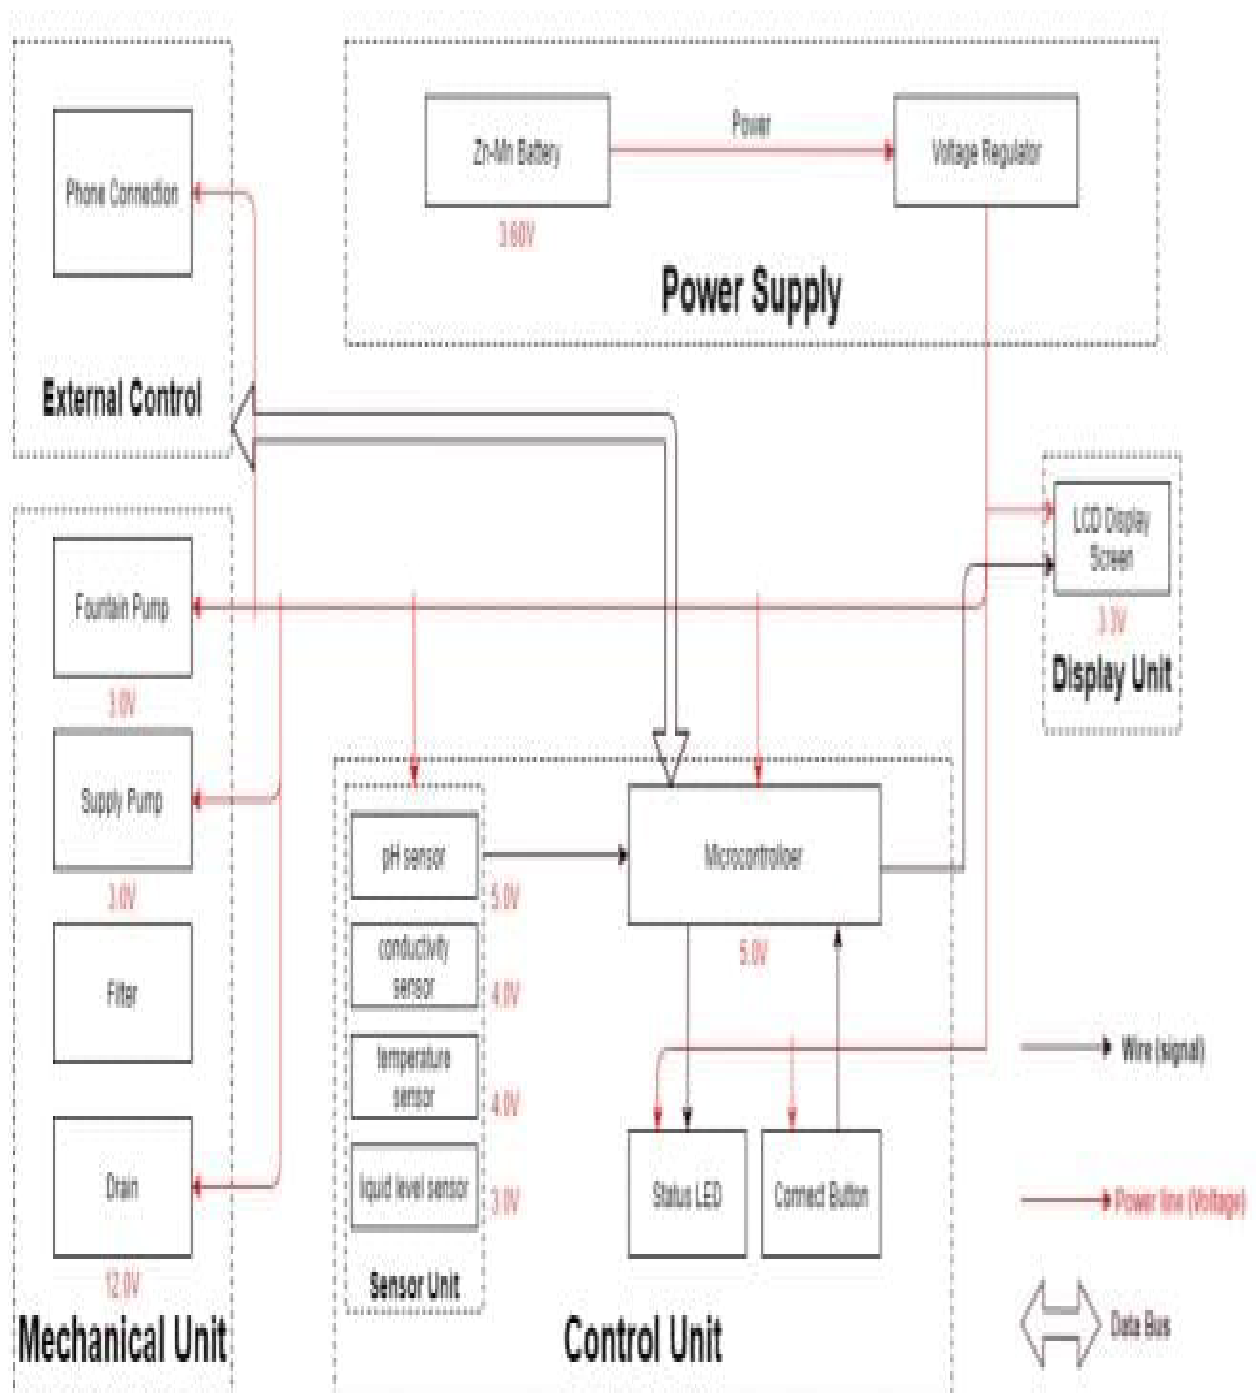 Phone Connection
External Control
Zn-Mn Battery
3.60V
Power
Voltage Regulator
Power Supply
LCD Display
Screen
3.3V
Display Unit
Fountain Pump
3.0V
Supply Pump
3.0V
Filter
Drain
12.0V
Mechanical Unit
pH sensor
5.0V
conductivity
sensor
4.0V
temperature
sensor
4.0V
liquid level sensor
3.0V
Sensor Unit
Microcontroller
5.0V
Status LED
Connect Button
Control Unit
Wire (signal)
Power line (Voltage)
Data Bus